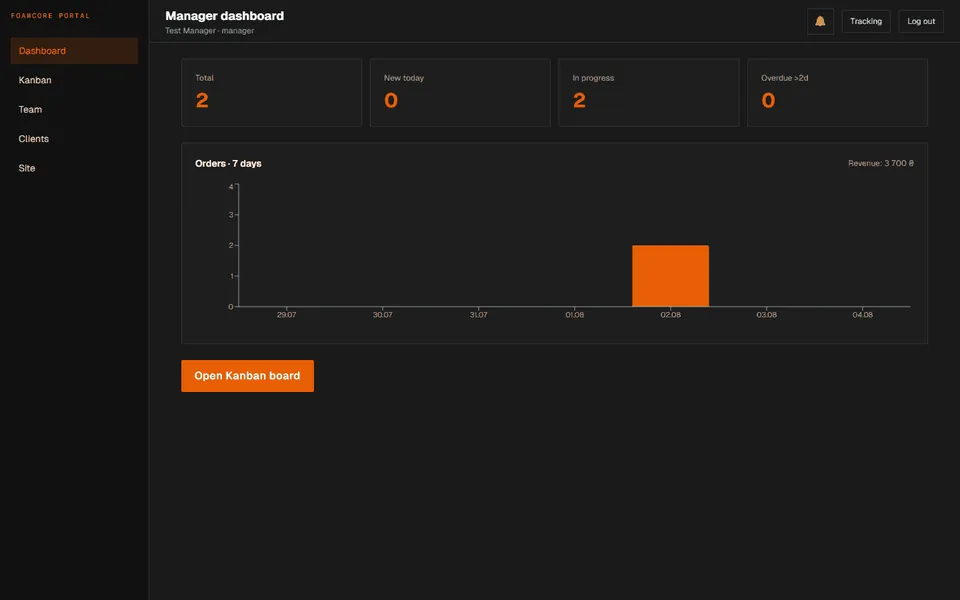 FOAMCORE PORTAL
Dashboard
Kanban
Team
Clients
Site
Manager dashboard
Test Manager · manager
Tracking
Log out
Total
2
New today
0
In progress
2
Overdue >2d
0
Orders · 7 days
Revenue: 3 700 ₴
4
3
2
1
0
29.07
30.07
31.07
01.08
02.08
03.08
04.08
Open Kanban board